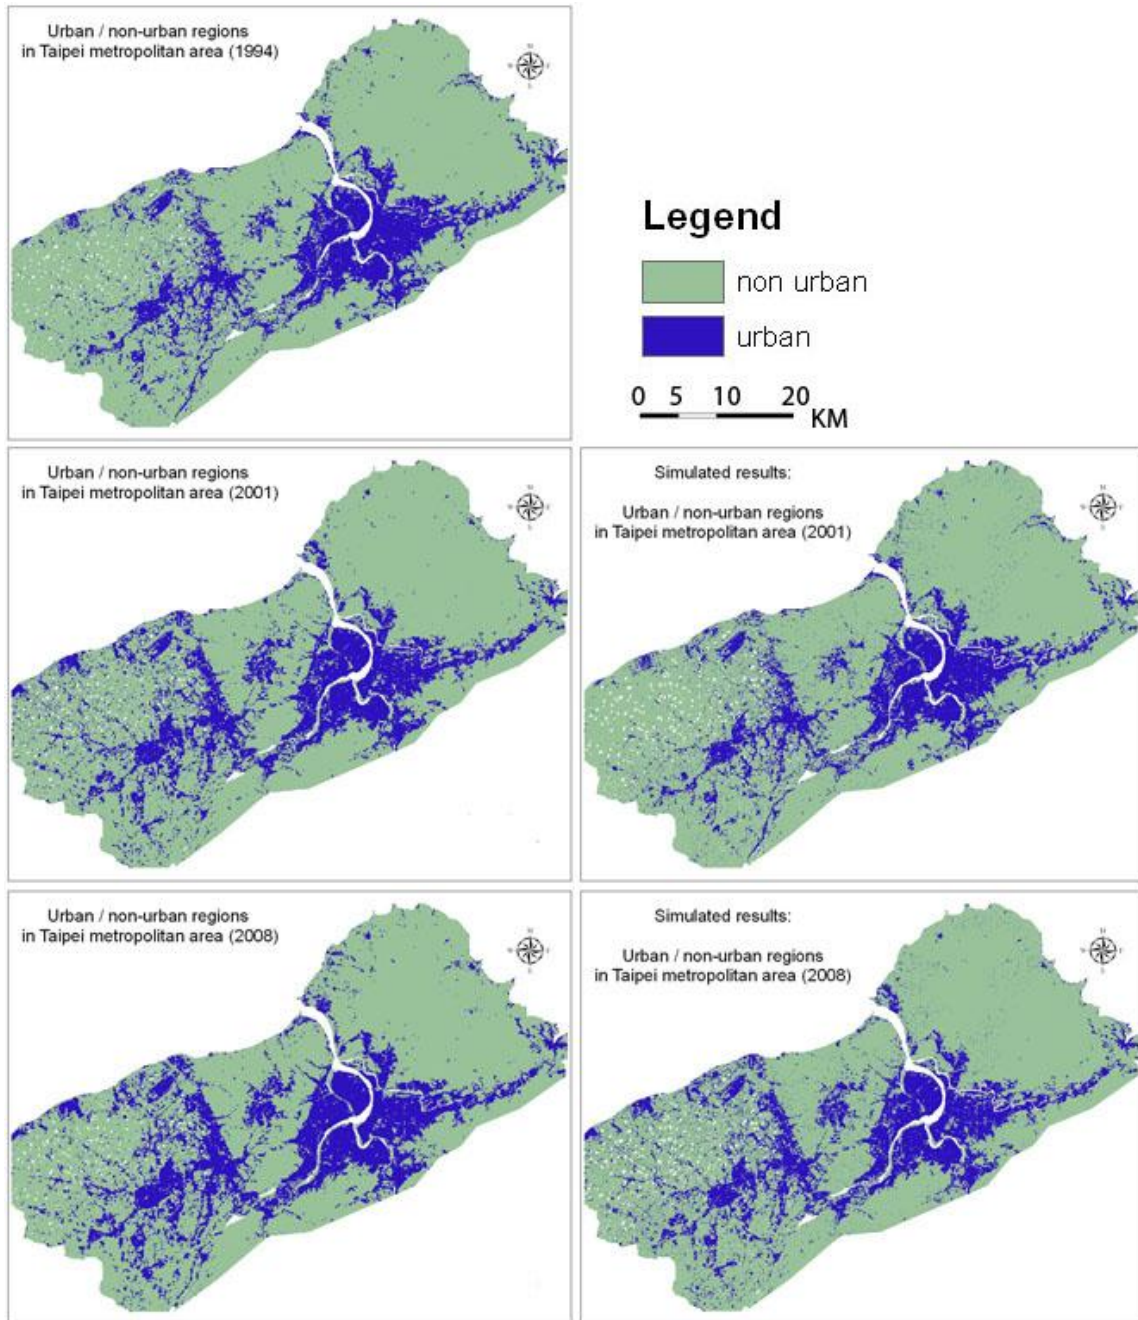 Urban / non-urban regions
in Taipei metropolitan area (1994)
Legend
non urban
urban
0 5 10 20
KM
Urban / non-urban regions
in Taipei metropolitan area (2001)
Simulated results:
Urban / non-urban regions
in Taipei metropolitan area (2001)
Urban / non-urban regions
in Taipei metropolitan area (2008)
Simulated results:
Urban / non-urban regions
in Taipei metropolitan area (2008)